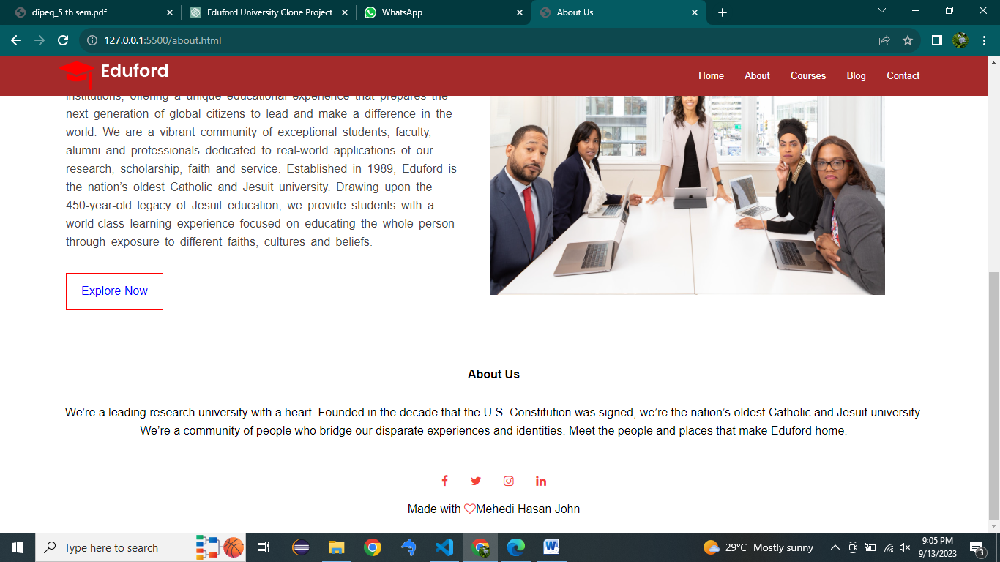 dipeq_5 th sem.pdf
Eduford University Clone Project
WhatsApp
About Us
127.0.0.1:5500/about.html
Eduford
Home
About
Courses
Blog
Contact
institutions, offering a unique educational experience that prepares the
next generation of global citizens to lead and make a difference in the
world. We are a vibrant community of exceptional students, faculty,
alumni and professionals dedicated to real-world applications of our
research, scholarship, faith and service. Established in 1989, Eduford is
the nation’s oldest Catholic and Jesuit university. Drawing upon the
450-year-old legacy of Jesuit education, we provide students with a
world-class learning experience focused on educating the whole person
through exposure to different faiths, cultures and beliefs.
Explore Now
About Us
We’re a leading research university with a heart. Founded in the decade that the U.S. Constitution was signed, we’re the nation’s oldest Catholic and Jesuit university.
We’re a community of people who bridge our disparate experiences and identities. Meet the people and places that make Eduford home.
Made with Mehedi Hasan John
Type here to search
29°C Mostly sunny
9:05 PM
9/13/2023
3